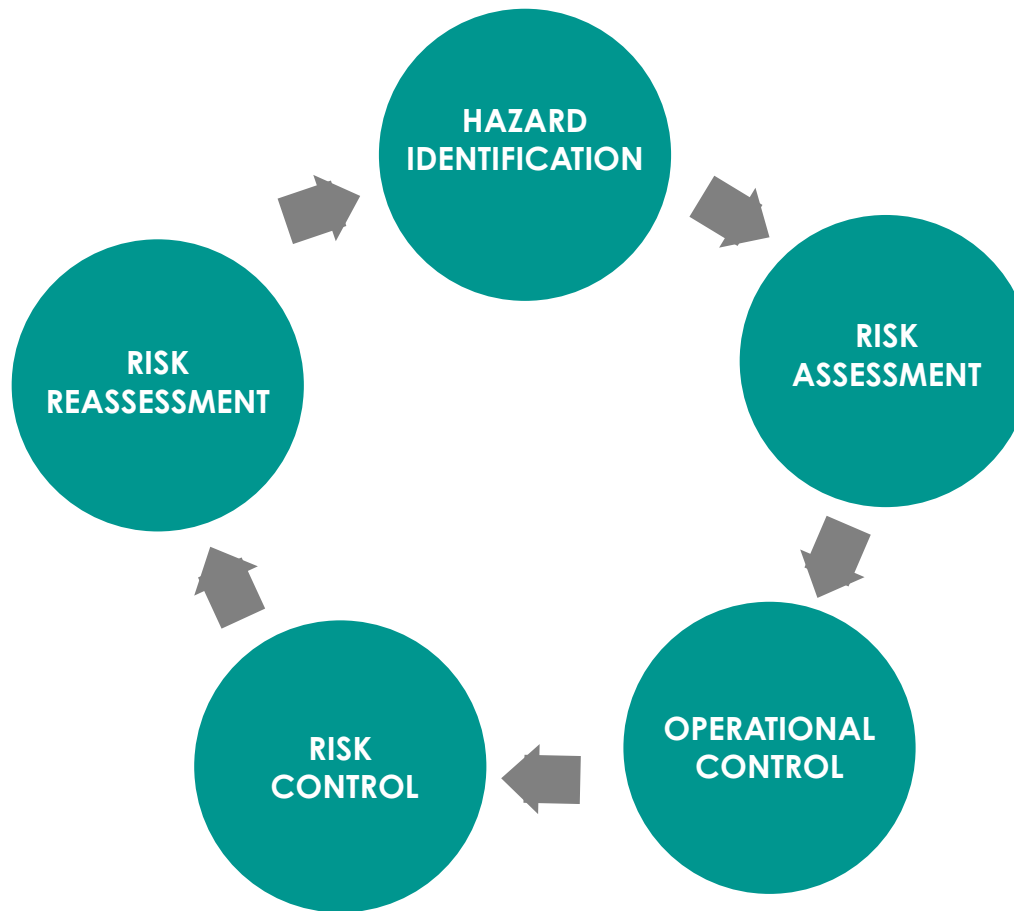 HAZARD
IDENTIFICATION
RISK
ASSESSMENT
OPERATIONAL
CONTROL
RISK
CONTROL
RISK
REASSESSMENT